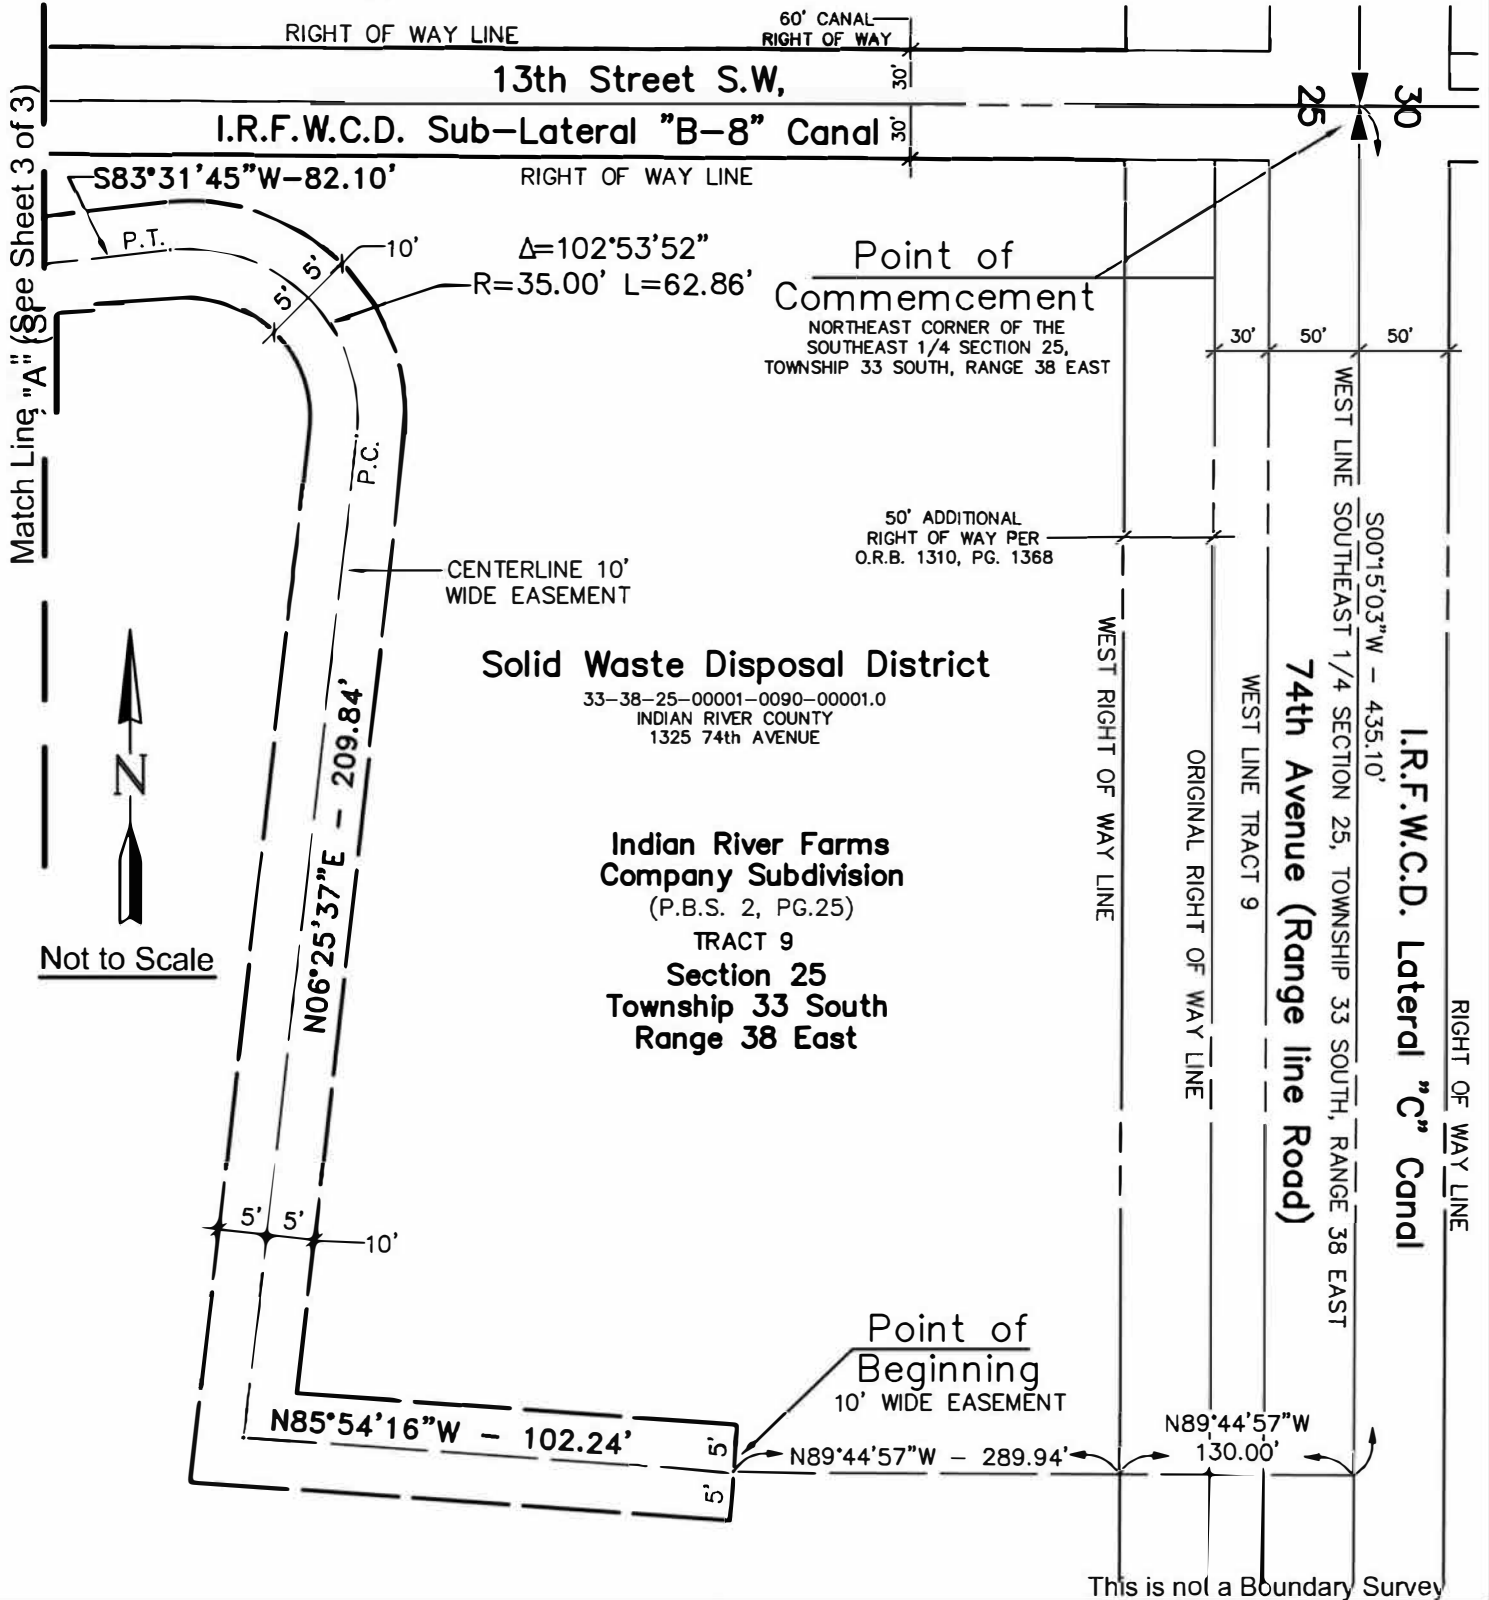 RIGHT OF WAY LINE
60' CANAL
RIGHT OF WAY
13th Street S.W,
30'
I.R.F.W.C.D. Sub-Lateral "B-8" Canal
30'
25
30
RIGHT OF WAY LINE
Match Line "A" (See Sheet 3 of 3)
S83°31'45"W-82.10'
P.T.
5'
5'
10'
Δ=102°53'52"
R=35.00' L=62.86'
P.C.
Point of
Commemcement
NORTHEAST CORNER OF THE
SOUTHEAST 1/4 SECTION 25,
TOWNSHIP 33 SOUTH, RANGE 38 EAST
30'
50'
50'
50' ADDITIONAL
RIGHT OF WAY PER
O.R.B. 1310, PG. 1368
CENTERLINE 10'
WIDE EASEMENT
Solid Waste Disposal District
33-38-25-00001-0090-00001.0
INDIAN RIVER COUNTY
1325 74th AVENUE
Indian River Farms
Company Subdivision
(P.B.S. 2, PG.25)
TRACT 9
Section 25
Township 33 South
Range 38 East
N
Not to Scale
N06°25'37"E - 209.84'
WEST RIGHT OF WAY LINE
ORIGINAL RIGHT OF WAY LINE
WEST LINE TRACT 9
74th Avenue (Range line Road)
WEST LINE SOUTHEAST 1/4 SECTION 25, TOWNSHIP 33 SOUTH, RANGE 38 EAST
S00°15'03"W - 435.10'
I.R.F.W.C.D. Lateral "C" Canal
RIGHT OF WAY LINE
5'
5'
10'
Point of
Beginning
10' WIDE EASEMENT
N85°54'16"W - 102.24'
5'
5'
N89°44'57"W - 289.94'
N89°44'57"W
130.00'
This is not a Boundary Survey